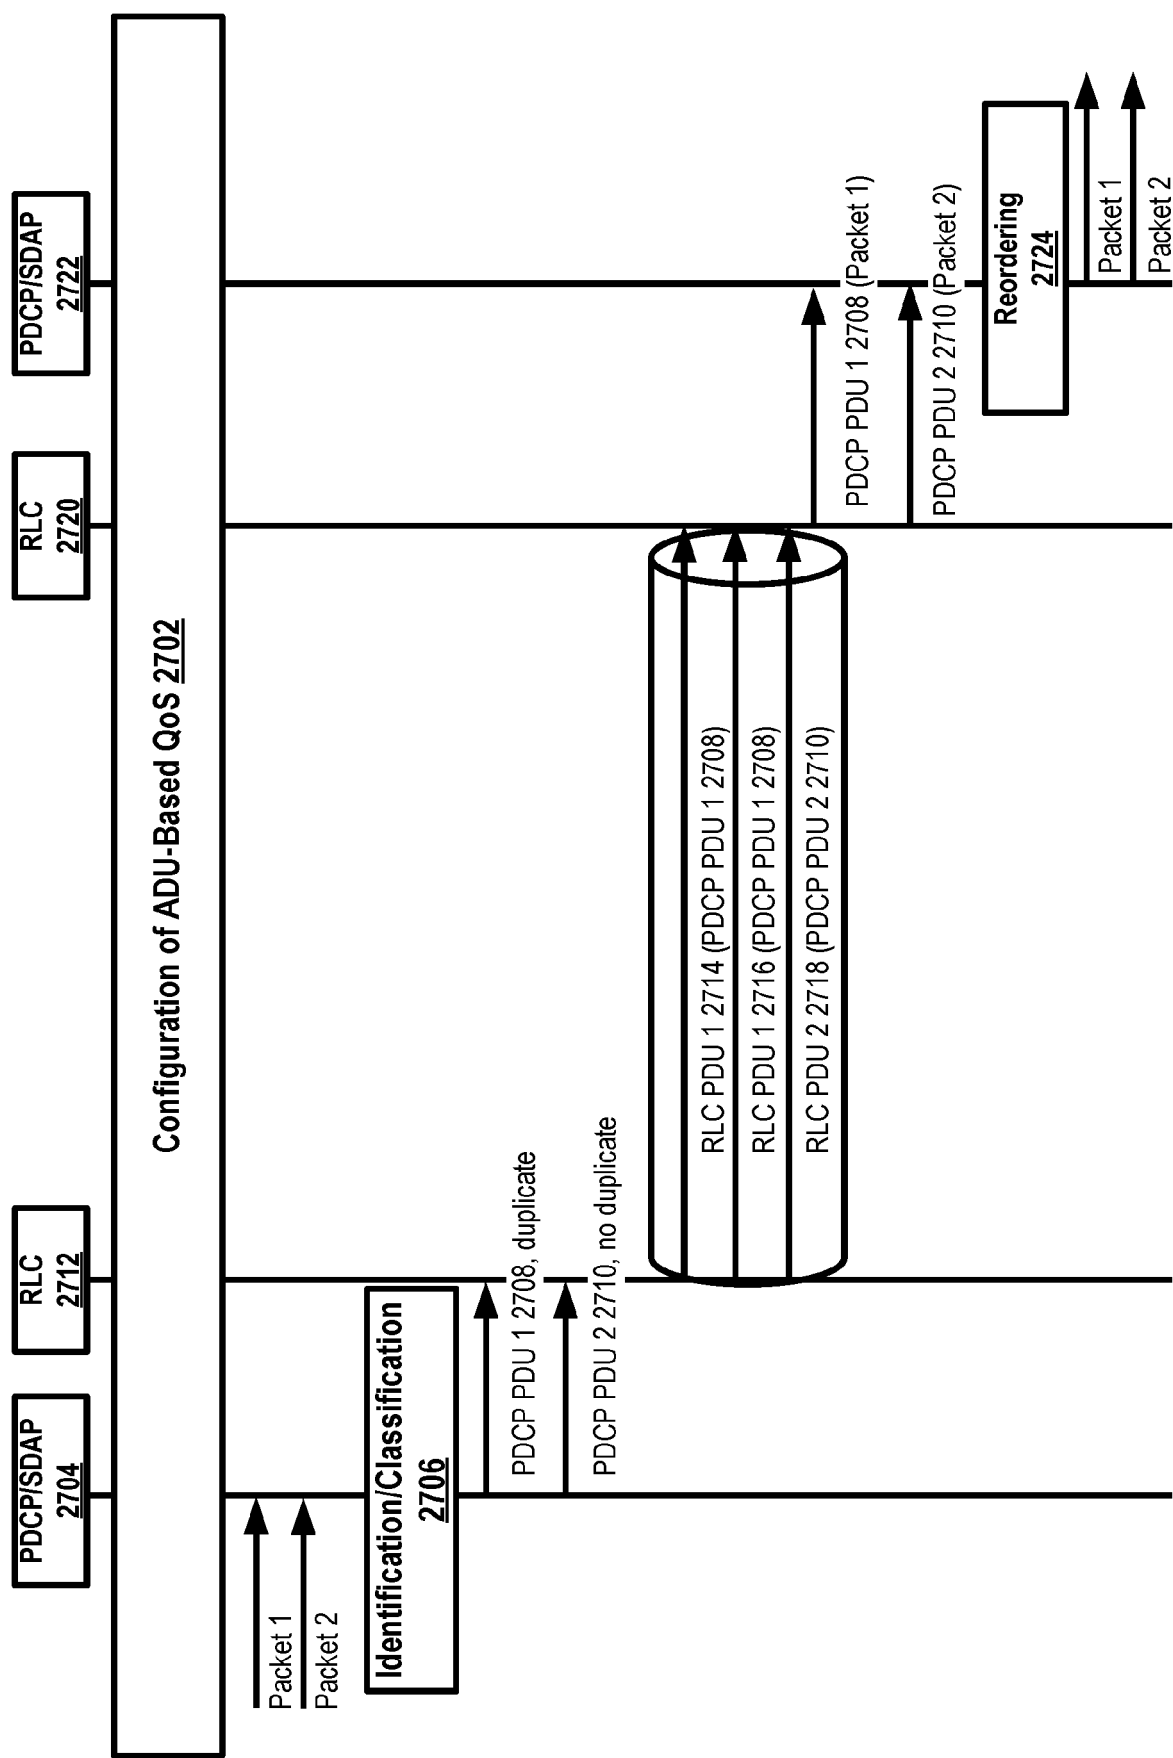 PDCP/SDAP
2704
RLC
2712
RLC
2720
PDCP/SDAP
2722
Configuration of ADU-Based QoS 2702
Packet 1
Packet 2
Identification/Classification
2706
PDCP PDU 1 2708, duplicate
PDCP PDU 2 2710, no duplicate
RLC PDU 1 2714 (PDCP PDU 1 2708)
RLC PDU 1 2716 (PDCP PDU 1 2708)
RLC PDU 2 2718 (PDCP PDU 2 2710)
PDCP PDU 1 2708 (Packet 1)
PDCP PDU 2 2710 (Packet 2)
Reordering
2724
Packet 1
Packet 2